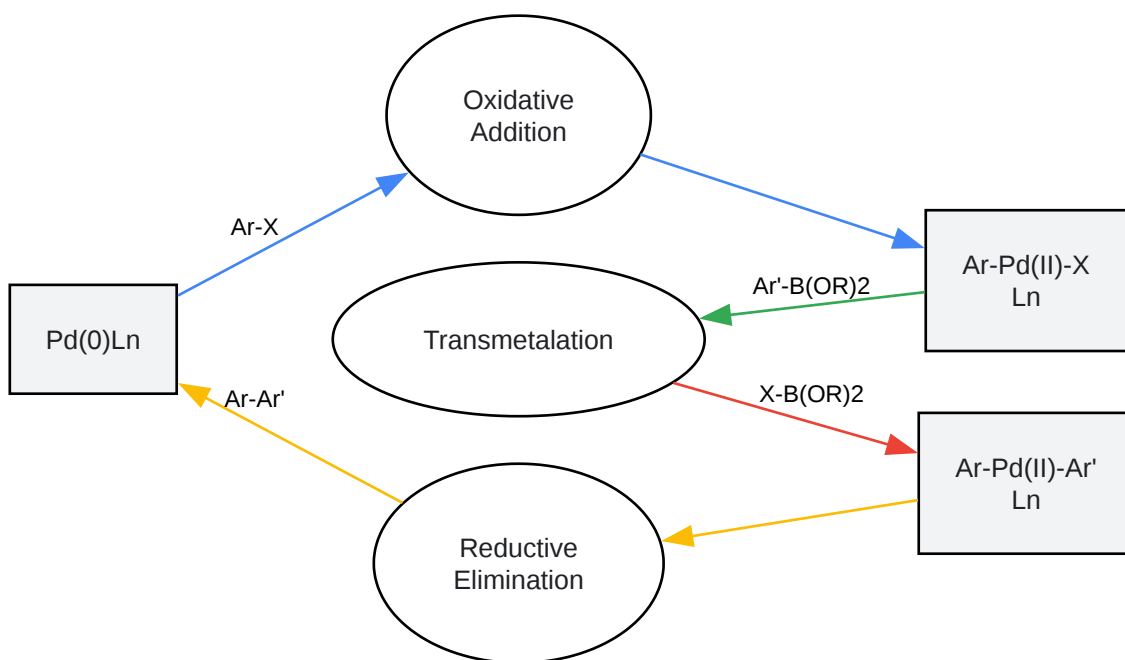 Oxidative
Addition
Ar-X
Ar-Pd(II)-X
Ln
Ar'-B(OR)2
Pd(0)Ln
Transmetalation
Ar-Ar'
X-B(OR)2
Ar-Pd(II)-Ar'
Ln
Reductive
Elimination